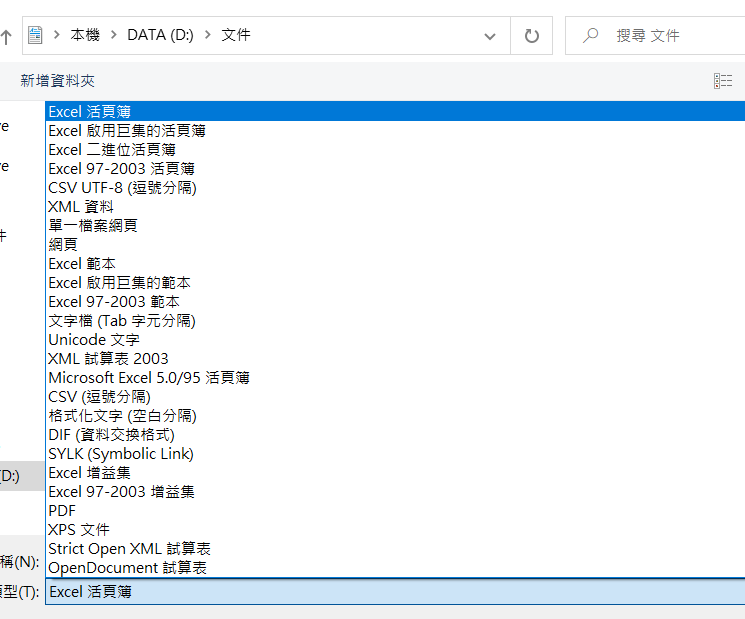 本機 > DATA (D:) > 文件
搜尋 文件
新增資料夾
Excel 活頁簿
Excel 啟用巨集的活頁簿
Excel 二進位活頁簿
Excel 97-2003 活頁簿
CSV UTF-8 (逗號分隔)
XML 資料
單一檔案網頁
網頁
Excel 範本
Excel 啟用巨集的範本
Excel 97-2003 範本
文字檔 (Tab 字元分隔)
Unicode 文字
XML 試算表 2003
Microsoft Excel 5.0/95 活頁簿
CSV (逗號分隔)
格式化文字 (空白分隔)
DIF (資料交換格式)
SYLK (Symbolic Link)
(D:)
Excel 增益集
Excel 97-2003 增益集
PDF
XPS 文件
Strict Open XML 試算表
稱(N):
OpenDocument 試算表
型(T):
Excel 活頁簿